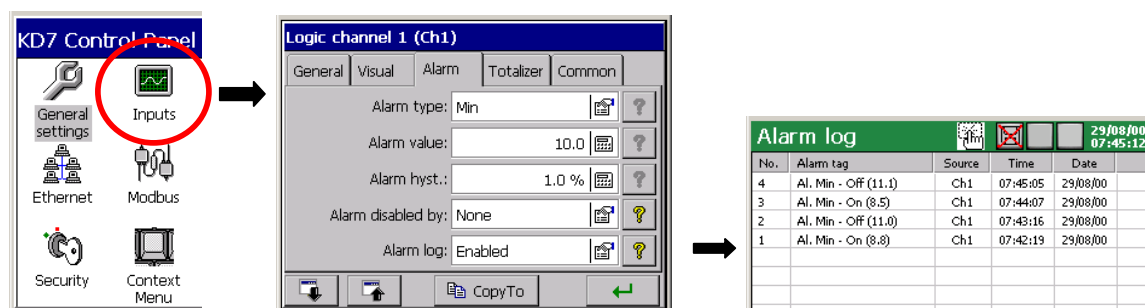 KD7 Control Panel
General settings
Inputs
Ethernet
Modbus
Security
Context Menu
Logic channel 1 (Ch1)
General Visual Alarm Totalizer Common
Alarm type: Min ?
Alarm value: 10.0 ?
Alarm hyst.: 1.0 % ?
Alarm disabled by: None ?
Alarm log: Enabled ?
CopyTo
Alarm log 29/08/00
07:45:12
No. Alarm tag Source Time Date
4 Al. Min - Off (11.1) Ch1 07:45:05 29/08/00
3 Al. Min - On (8.5) Ch1 07:44:07 29/08/00
2 Al. Min - Off (11.0) Ch1 07:43:16 29/08/00
1 Al. Min - On (8.8) Ch1 07:42:19 29/08/00